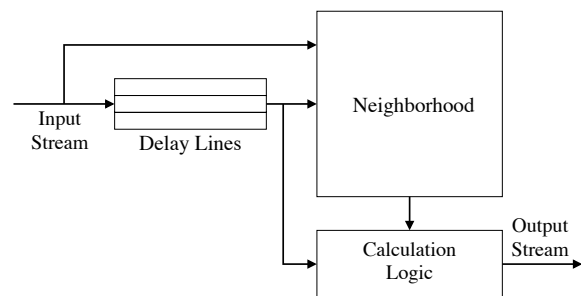 Neighborhood
Input
Stream
Delay Lines
Calculation
Logic
Output
Stream